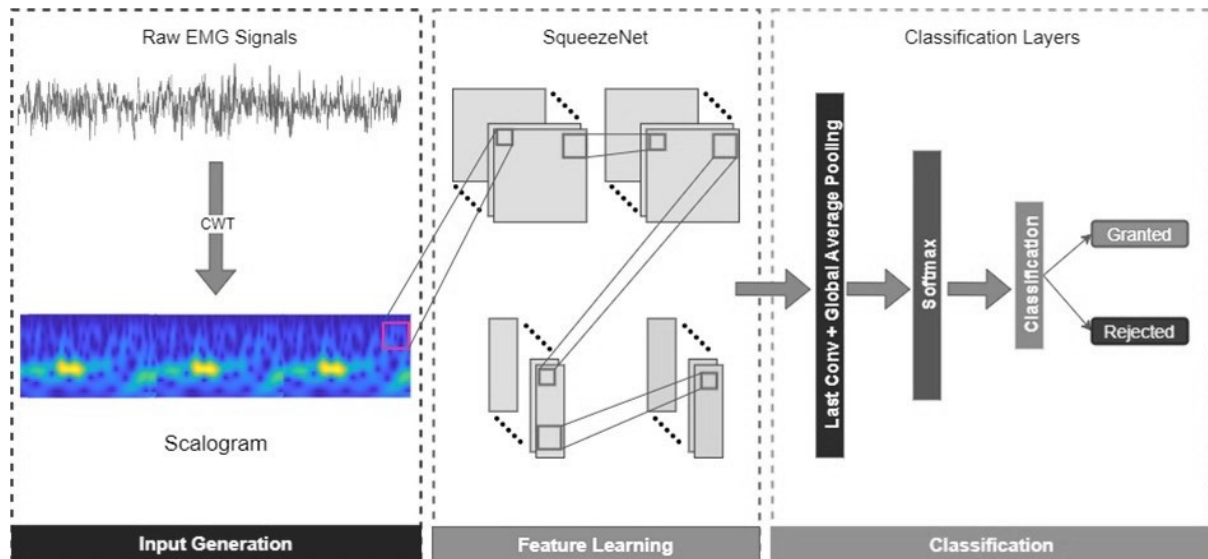 Raw EMG Signals
CWT
Scalogram
Input Generation
SqueezeNet
Feature Learning
Classification Layers
Last Conv + Global Average Pooling
Softmax
Classification
Granted
Rejected
Classification